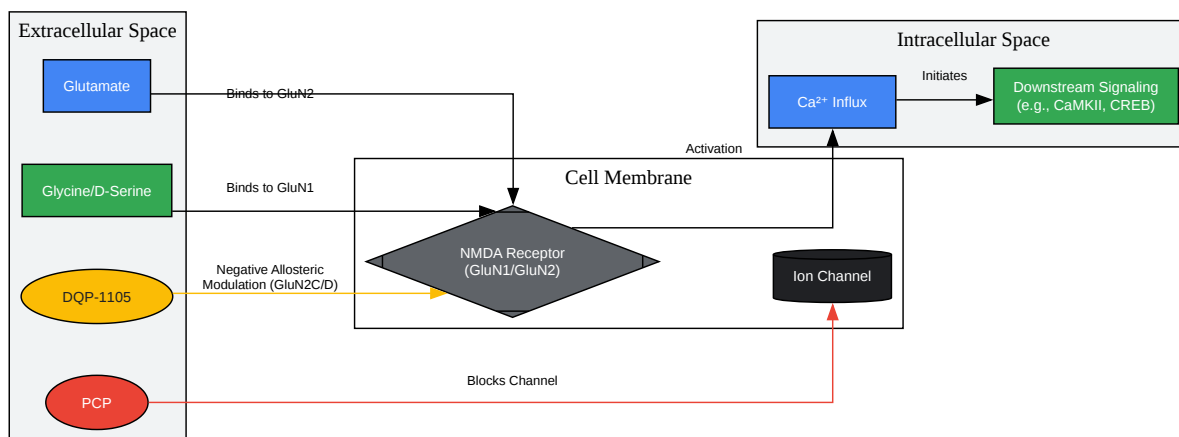 Extracellular Space
Glutamate
Binds to GluN2
Glycine/D-Serine
Binds to GluN1
DQP-1105
Negative Allosteric
Modulation (GluN2C/D)
PCP
Blocks Channel
Cell Membrane
NMDA Receptor
(GluN1/GluN2)
Ion Channel
Activation
Intracellular Space
Ca²⁺ Influx
Initiates
Downstream Signaling
(e.g., CaMKII, CREB)